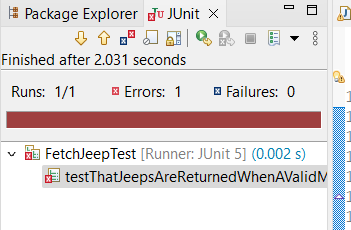 Package Explorer JUnit
Finished after 2.031 seconds
Runs: 1/1 Errors: 1 Failures: 0
FetchJeepTest [Runner: JUnit 5] (0.002 s)
testThatJeepsAreReturnedWhenAValidM